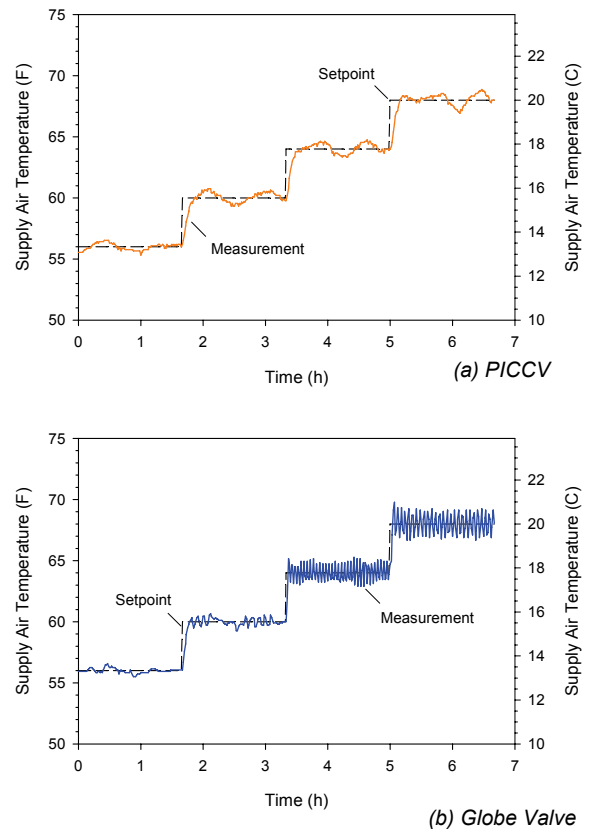 75
70
65
60
55
50
Supply Air Temperature (F)
22
20
18
16
14
12
10
Supply Air Temperature (C)
Setpoint
Measurement
0 1 2 3 4 5 6 7
Time (h)
(a) PICCV
75
70
65
60
55
50
Supply Air Temperature (F)
22
20
18
16
14
12
10
Supply Air Temperature (C)
Setpoint
Measurement
0 1 2 3 4 5 6 7
Time (h)
(b) Globe Valve